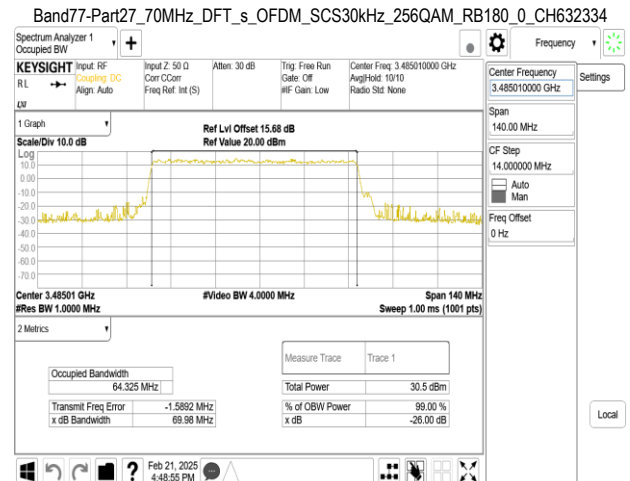 Band77-Part27_70MHz_DFT_s_OFDM_SCS30kHz_256QAM_RB180_0_CH632334
Spectrum Analyzer 1
Occupied BW
+
Frequency
KEYSIGHT
Input: RF
Input Z: 50 Ω
Atten: 30 dB
Trig: Free Run
Center Freq: 3.485010000 GHz
RL
Coupling: DC
Corr CCorr
Gate: Off
Avg|Hold: 10/10
Align: Auto
Freq Ref: Int (S)
#IF Gain: Low
Radio Std: None
LXI
Center Frequency
3.485010000 GHz
Settings
Span
140.00 MHz
CF Step
14.000000 MHz
Auto
Man
Freq Offset
0 Hz
Local
1 Graph
Ref Lvl Offset 15.68 dB
Scale/Div 10.0 dB
Ref Value 20.00 dBm
Log
10.0
0.00
-10.0
-20.0
-30.0
-40.0
-50.0
-60.0
-70.0
Center 3.48501 GHz
#Video BW 4.0000 MHz
Span 140 MHz
#Res BW 1.0000 MHz
Sweep 1.00 ms (1001 pts)
2 Metrics
Measure Trace
Trace 1
Occupied Bandwidth
64.325 MHz
Total Power
30.5 dBm
Transmit Freq Error
-1.5892 MHz
% of OBW Power
99.00 %
x dB Bandwidth
69.98 MHz
x dB
-26.00 dB
?
Feb 21, 2025
4:48:55 PM